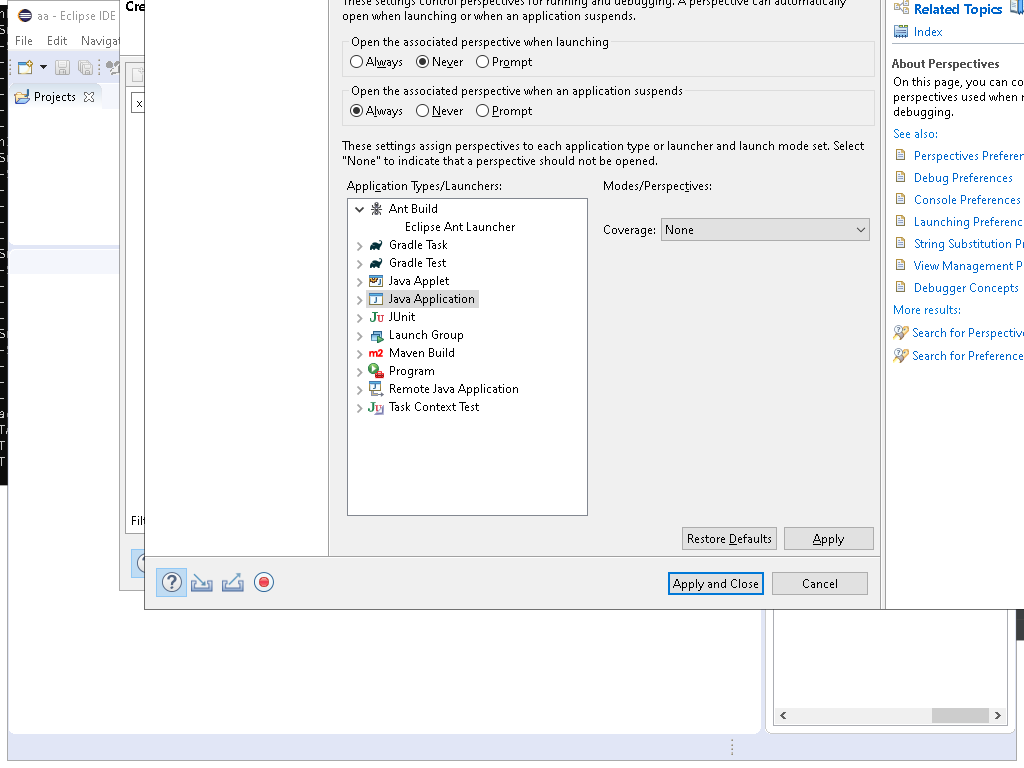 aa - Eclipse IDE
File Edit Navigat
Projects
Cre
x
Filt
These settings control perspectives for running and debugging. A perspective can automatically
open when launching or when an application suspends.
Open the associated perspective when launching
Always Never Prompt
Open the associated perspective when an application suspends
Always Never Prompt
These settings assign perspectives to each application type or launcher and launch mode set. Select
"None" to indicate that a perspective should not be opened.
Application Types/Launchers:
Modes/Perspectives:
Ant Build
Eclipse Ant Launcher
Gradle Task
Gradle Test
Java Applet
Java Application
JUnit
Launch Group
Maven Build
Program
Remote Java Application
Task Context Test
Coverage: None
Restore Defaults Apply
Apply and Close Cancel
Related Topics
Index
About Perspectives
On this page, you can co
perspectives used when r
debugging.
See also:
Perspectives Preferen
Debug Preferences
Console Preferences
Launching Preferenc
String Substitution Pr
View Management P
Debugger Concepts
More results:
Search for Perspective
Search for Preference